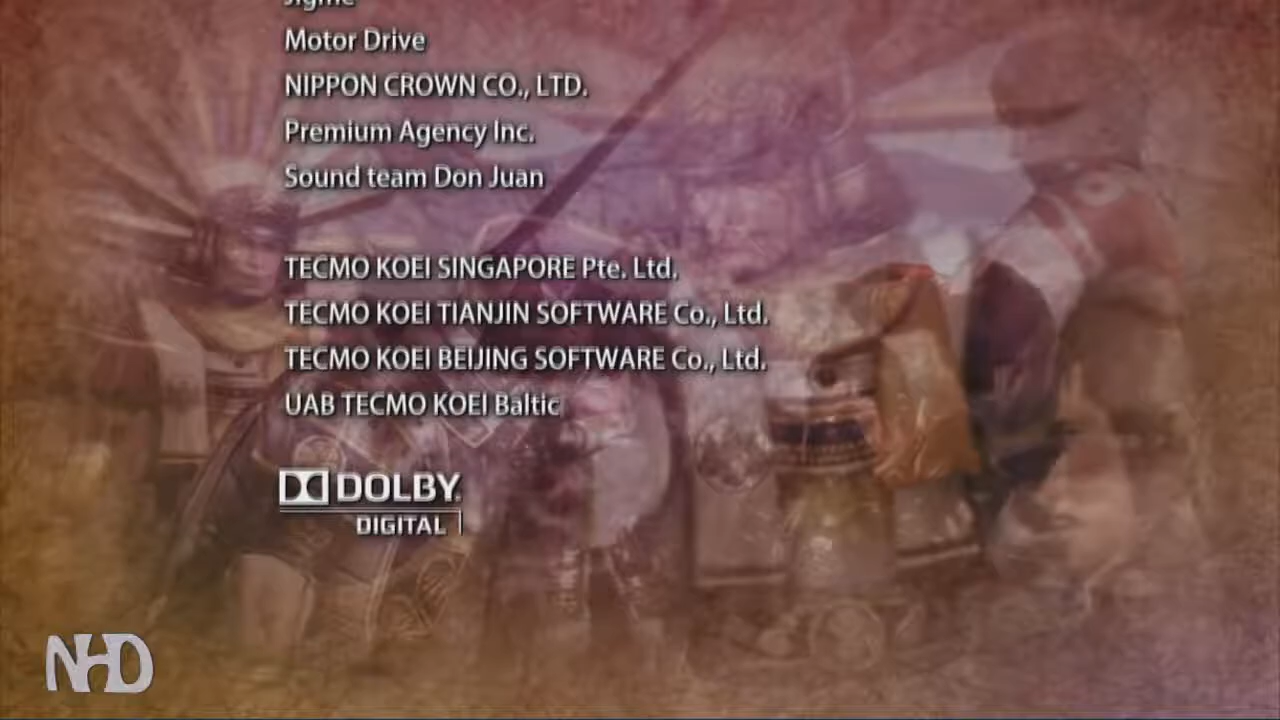 Motor Drive
NIPPON CROWN CO., LTD.
Premium Agency Inc.
Sound team Don Juan
TECMO KOEI SINGAPORE Pte. Ltd.
TECMO KOEI TIANJIN SOFTWARE Co., Ltd.
TECMO KOEI BEIJING SOFTWARE Co., Ltd.
UAB TECMO KOEI Baltic
DOLBY
DIGITAL
NHD